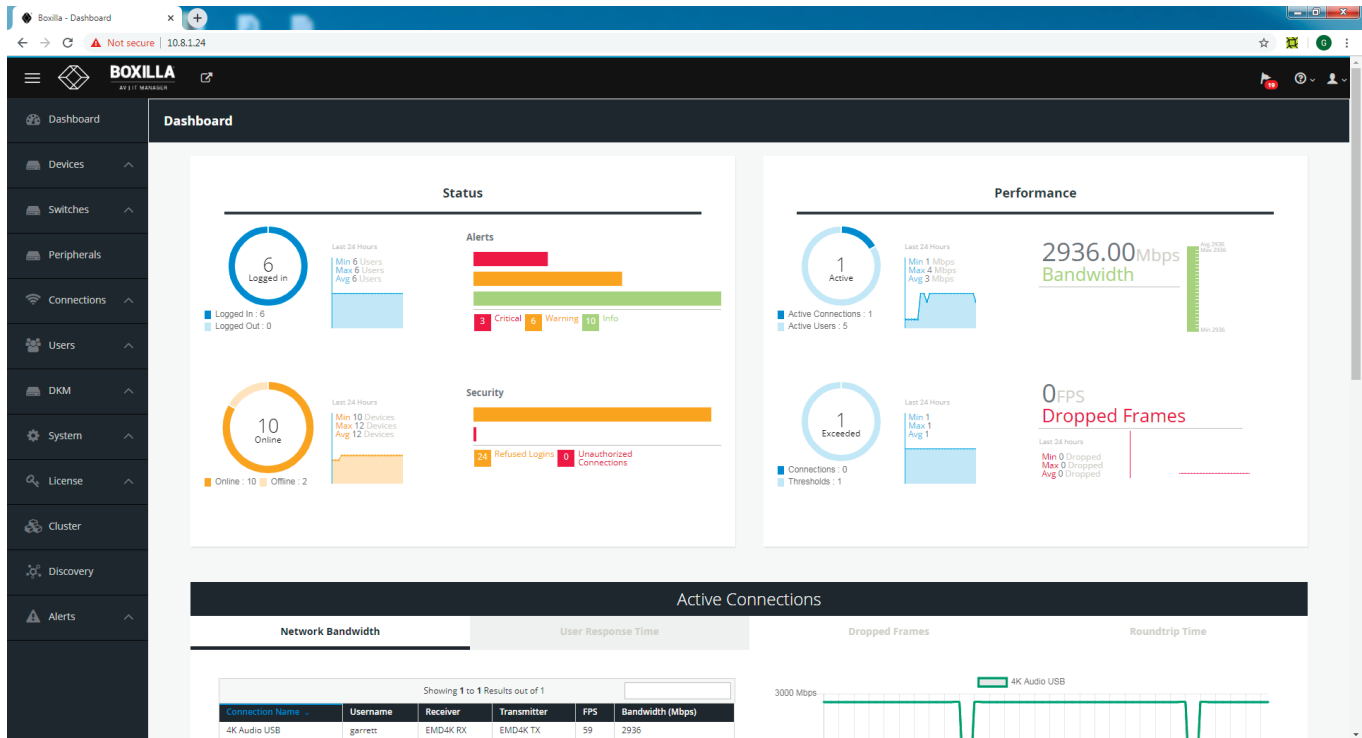 Boxilla - Dashboard
Not secure | 10.8.1.24
G
BOXILLA
AV | IT MANAGER
19
Dashboard
Devices
Switches
Peripherals
Connections
Users
DKM
System
License
Cluster
Discovery
Alerts
Dashboard
Status
6
Logged in
Logged In : 6
Logged Out : 0
Last 24 Hours
Min 6 Users
Max 6 Users
Avg 6 Users
Alerts
3 Critical 6 Warning 10 Info
10
Online
Online : 10 Offline : 2
Last 24 Hours
Min 10 Devices
Max 12 Devices
Avg 12 Devices
Security
24 Refused Logins 0 Unauthorized
Connections
Performance
1
Active
Active Connections : 1
Active Users : 5
Last 24 Hours
Min 1 Mbps
Max 4 Mbps
Avg 3 Mbps
2936.00Mbps
Bandwidth
Avg 2936
Max 2936
Min 2936
1
Exceeded
Connections : 0
Thresholds : 1
Last 24 Hours
Min 1
Max 1
Avg 1
0FPS
Dropped Frames
Last 24 hours
Min 0 Dropped
Max 0 Dropped
Avg 0 Dropped
Active Connections
Network Bandwidth User Response Time Dropped Frames Roundtrip Time
Showing 1 to 1 Results out of 1
Connection Name Username Receiver Transmitter FPS Bandwidth (Mbps)
4K Audio USB garrett EMD4K RX EMD4K TX 59 2936
4K Audio USB
3000 Mbps